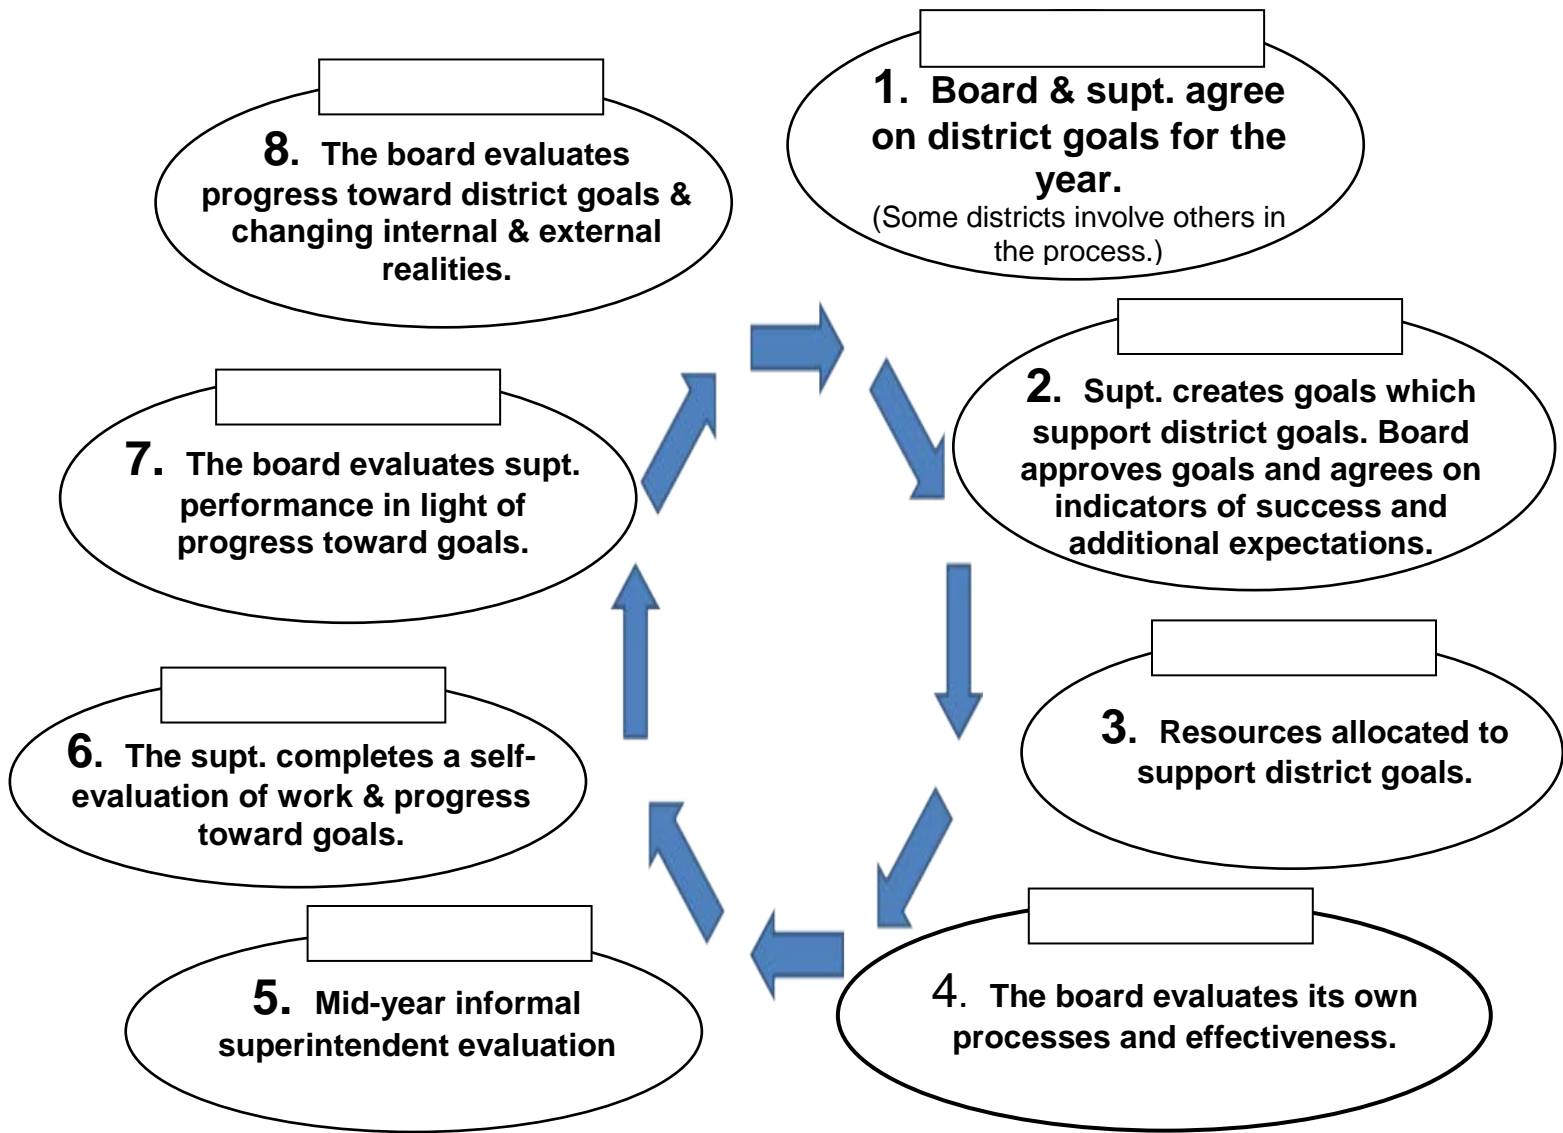 1. Board & supt. agree
on district goals for the
year.
(Some districts involve others in
the process.)
2. Supt. creates goals which
support district goals. Board
approves goals and agrees on
indicators of success and
additional expectations.
3. Resources allocated to
support district goals.
4. The board evaluates its own
processes and effectiveness.
5. Mid-year informal
superintendent evaluation
6. The supt. completes a self-
evaluation of work & progress
toward goals.
7. The board evaluates supt.
performance in light of
progress toward goals.
8. The board evaluates
progress toward district goals &
changing internal & external
realities.